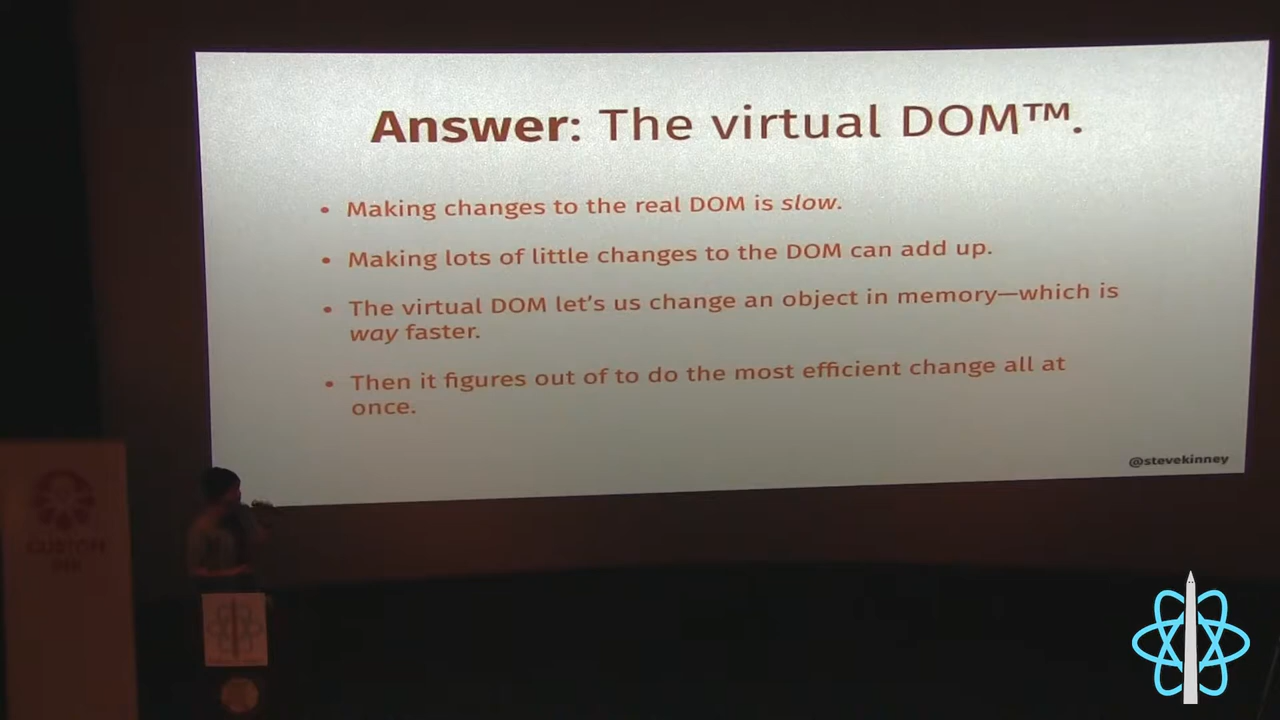 Answer: The virtual DOM™.
• Making changes to the real DOM is slow.
• Making lots of little changes to the DOM can add up.
• The virtual DOM let's us change an object in memory—which is
way faster.
• Then it figures out of to do the most efficient change all at
once.
@stevekinney